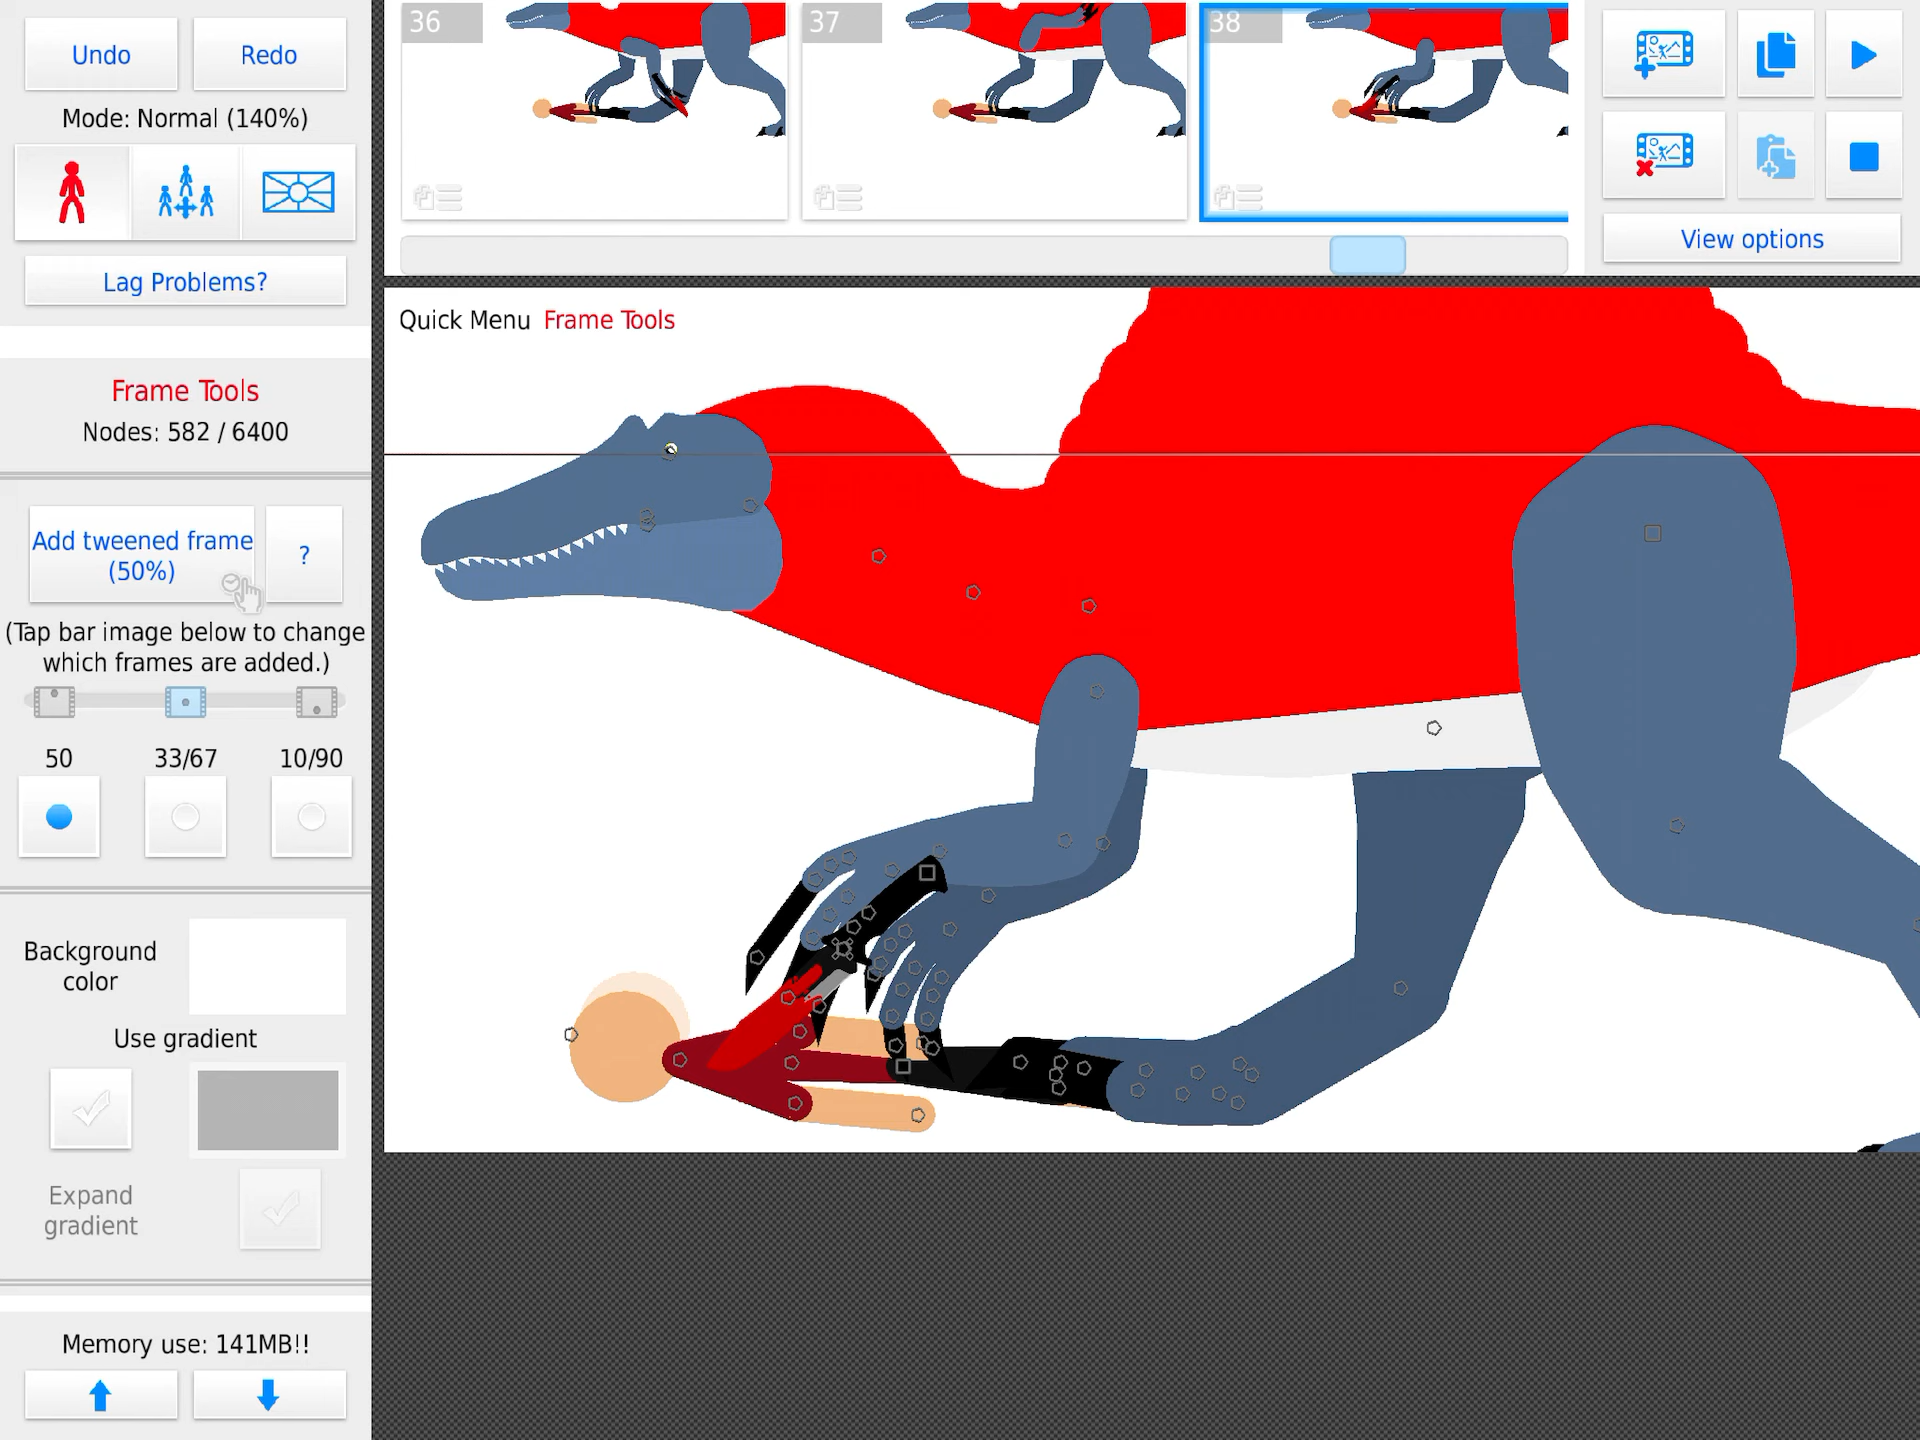 Undo Redo
Mode: Normal (140%)
Lag Problems?
36 37 38
View options
Quick Menu Frame Tools
Frame Tools
Nodes: 582 / 6400
Add tweened frame
(50%)
?
(Tap bar image below to change
which frames are added.)
50 33/67 10/90
Background
color
Use gradient
Expand
gradient
Memory use: 141MB!!